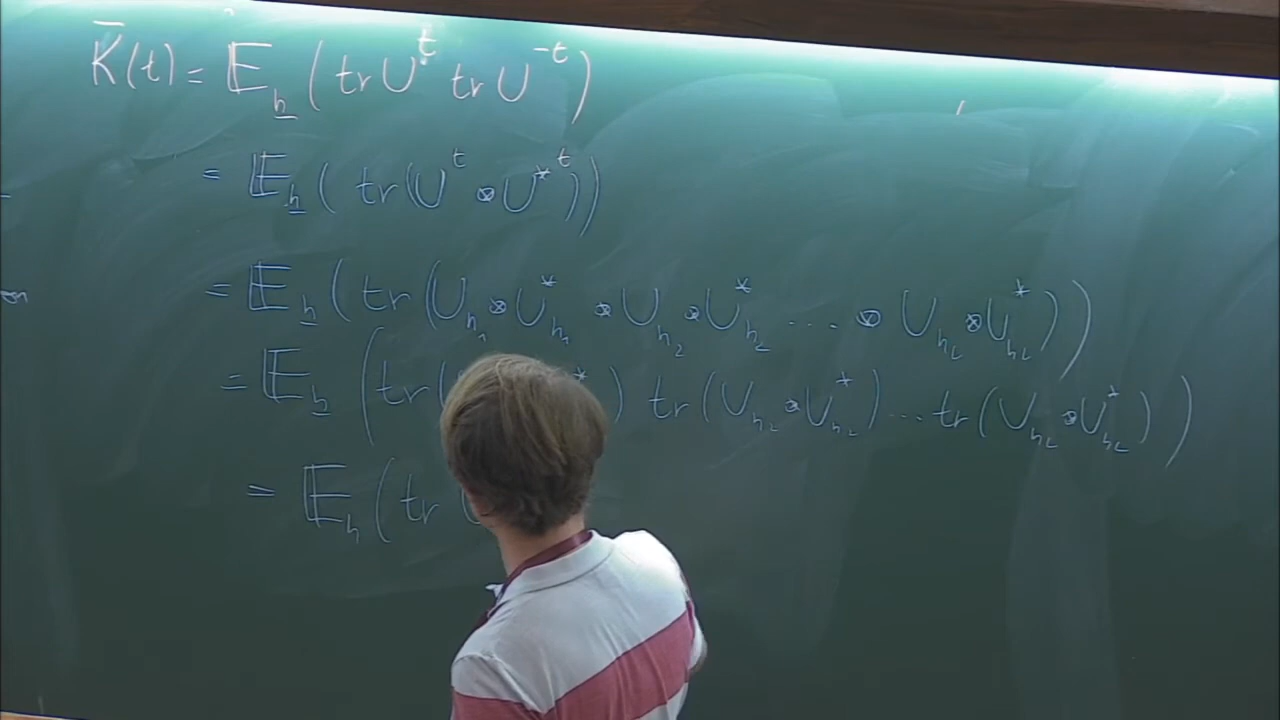 K̄(t) = 𝔼_h ( tr U^t tr U^{-t} )
= 𝔼_h ( tr (U^t ⊗ U^{*t}) )
= 𝔼_h ( tr (U_{h_1} ⊗ U^*_{h_1} ⊗ U_{h_2} ⊗ U^*_{h_2} ... ⊗ U_{h_L} ⊗ U^*_{h_L} ) )
= 𝔼_h ( tr ( * ) tr ( U_{h_2} ⊗ U^*_{h_2} ) ... tr ( U_{h_L} ⊗ U^*_{h_L} ) )
= 𝔼_h ( tr